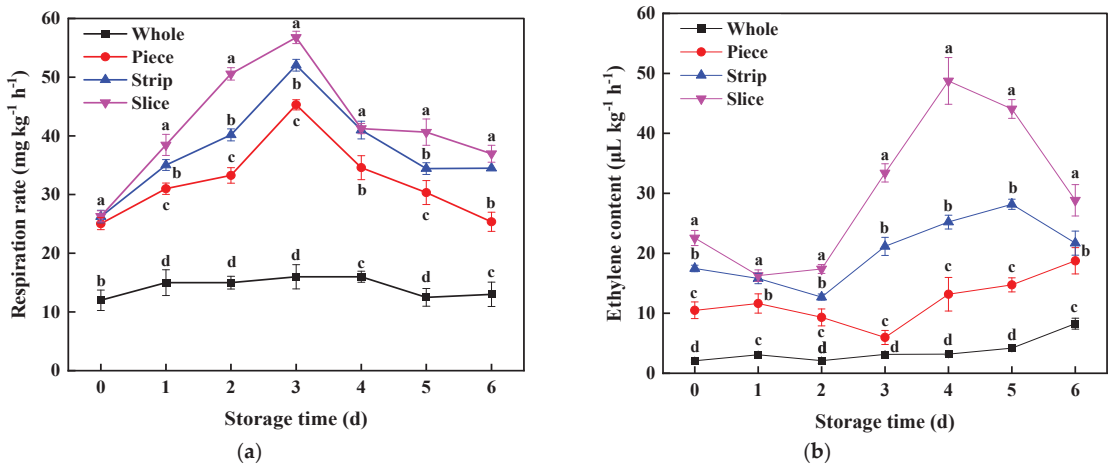 60
50
40
30
20
10
0
Respiration rate (mg kg⁻¹ h⁻¹)
Whole
Piece
Strip
Slice
a
b
a
b
c
d
a
b
c
d
a
b
c
d
a
b
c
a
b
c
d
a
b
c
0 1 2 3 4 5 6
Storage time (d)
(a)
60
50
40
30
20
10
0
Ethylene content (μL kg⁻¹ h⁻¹)
Whole
Piece
Strip
Slice
a
b
c
d
a
b
c
a
b
c
d
d
a
b
c
d
a
b
c
d
a
b
c
d
a
b
c
0 1 2 3 4 5 6
Storage time (d)
(b)